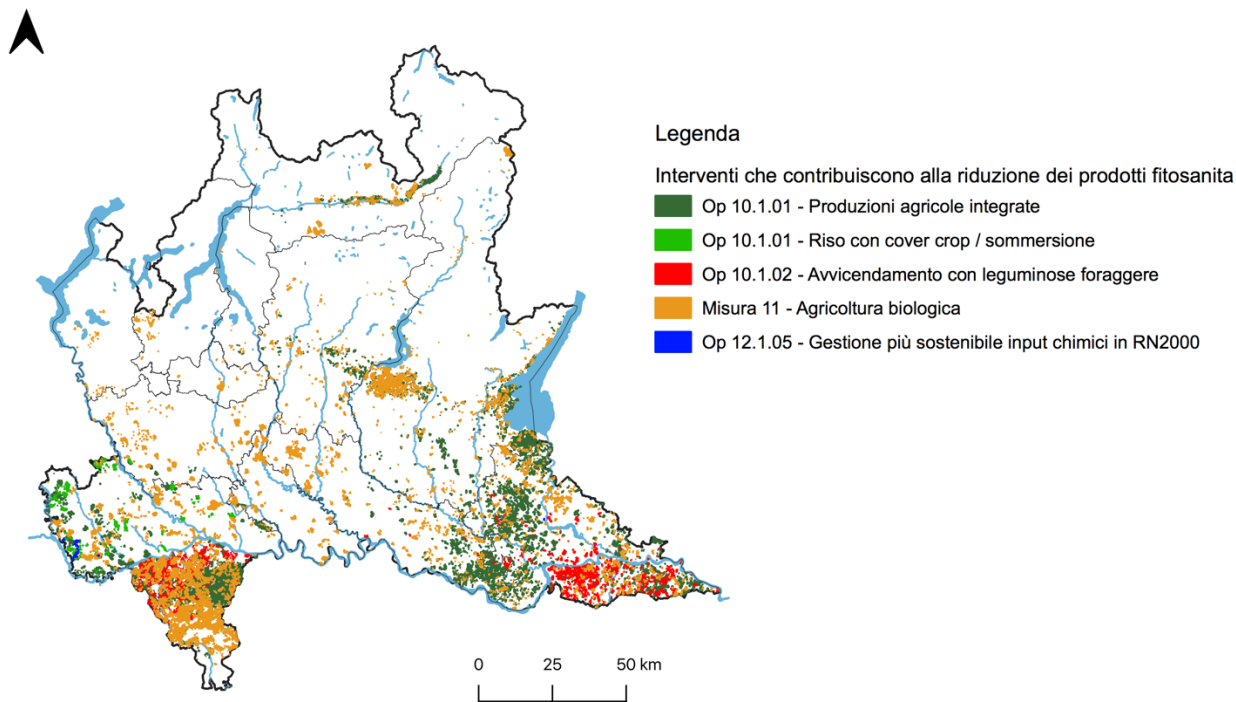 Legenda
Interventi che contribuiscono alla riduzione dei prodotti fitosanita
Op 10.1.01 - Produzioni agricole integrate
Op 10.1.01 - Riso con cover crop / sommersione
Op 10.1.02 - Avvicendamento con leguminose foraggere
Misura 11 - Agricoltura biologica
Op 12.1.05 - Gestione più sostenibile input chimici in RN2000
0 25 50 km